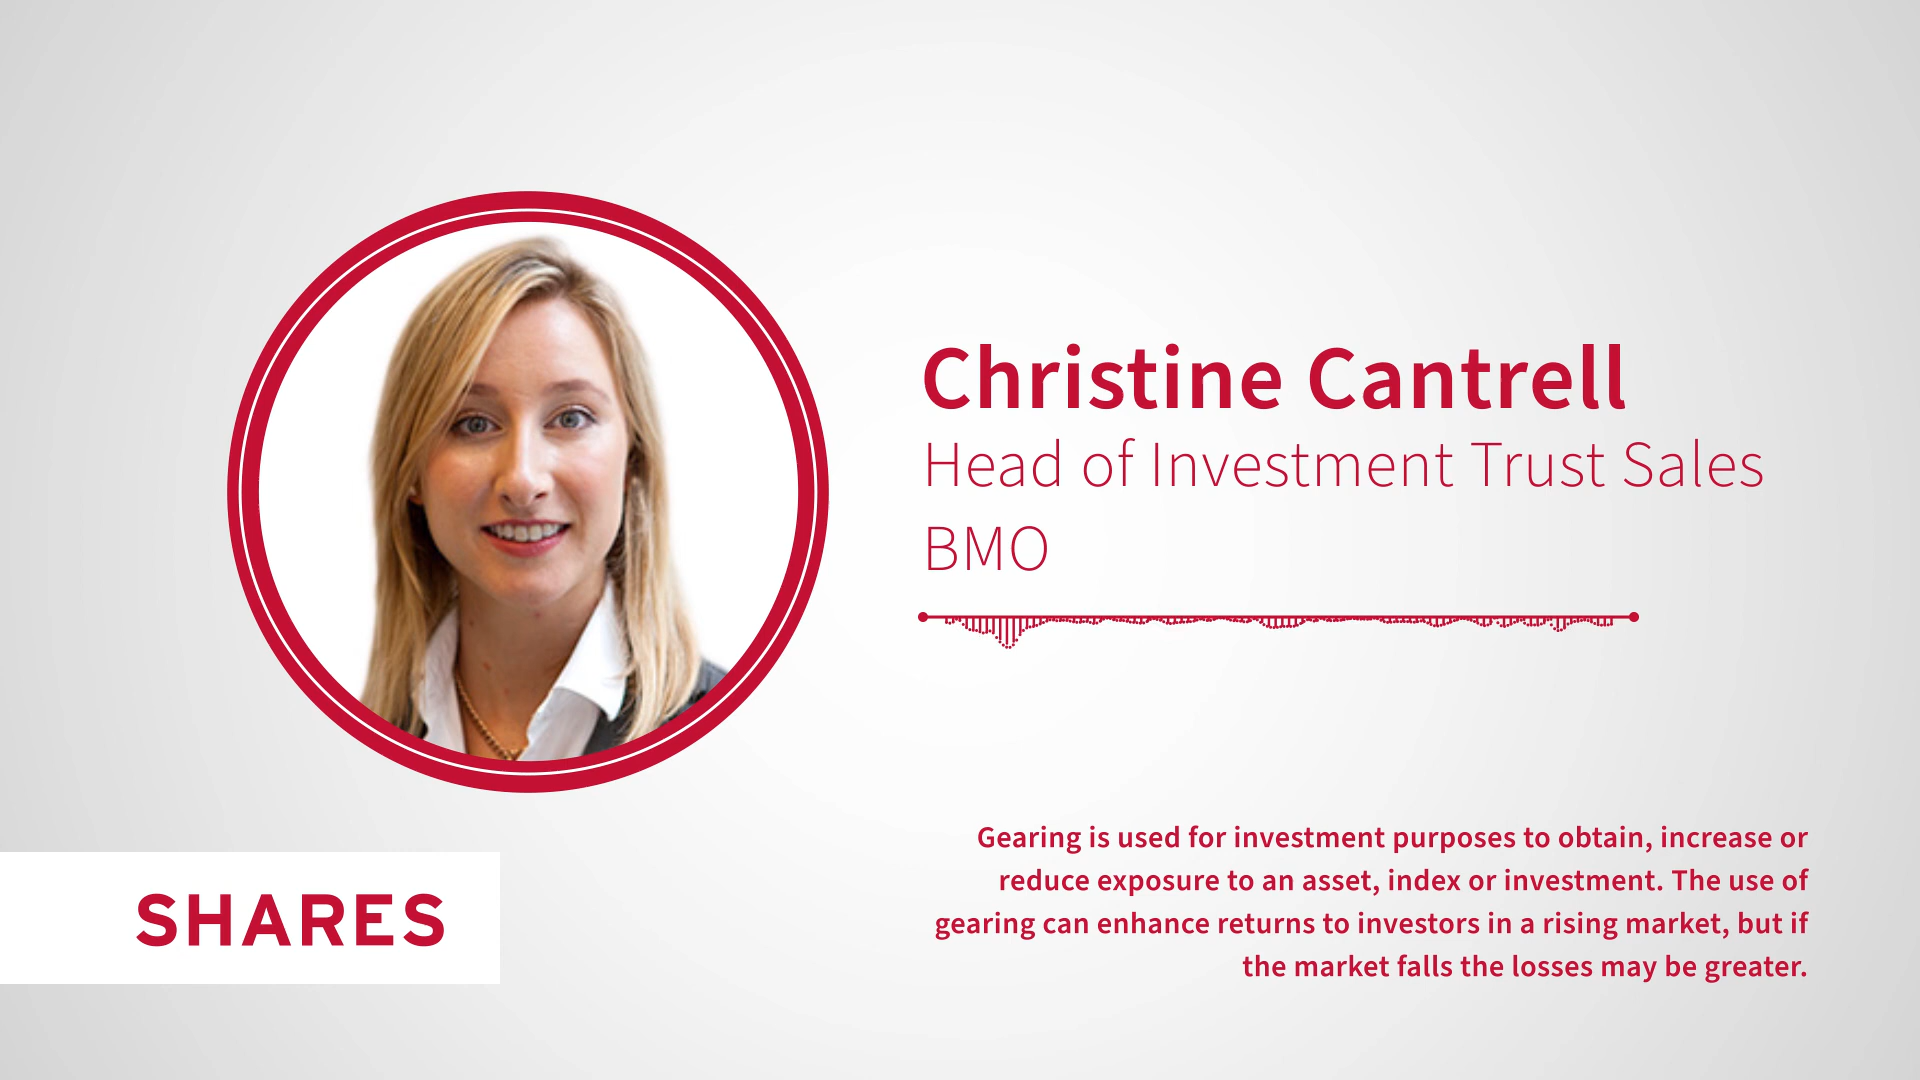 Christine Cantrell
Head of Investment Trust Sales
BMO
Gearing is used for investment purposes to obtain, increase or
reduce exposure to an asset, index or investment. The use of
gearing can enhance returns to investors in a rising market, but if
the market falls the losses may be greater.
SHARES